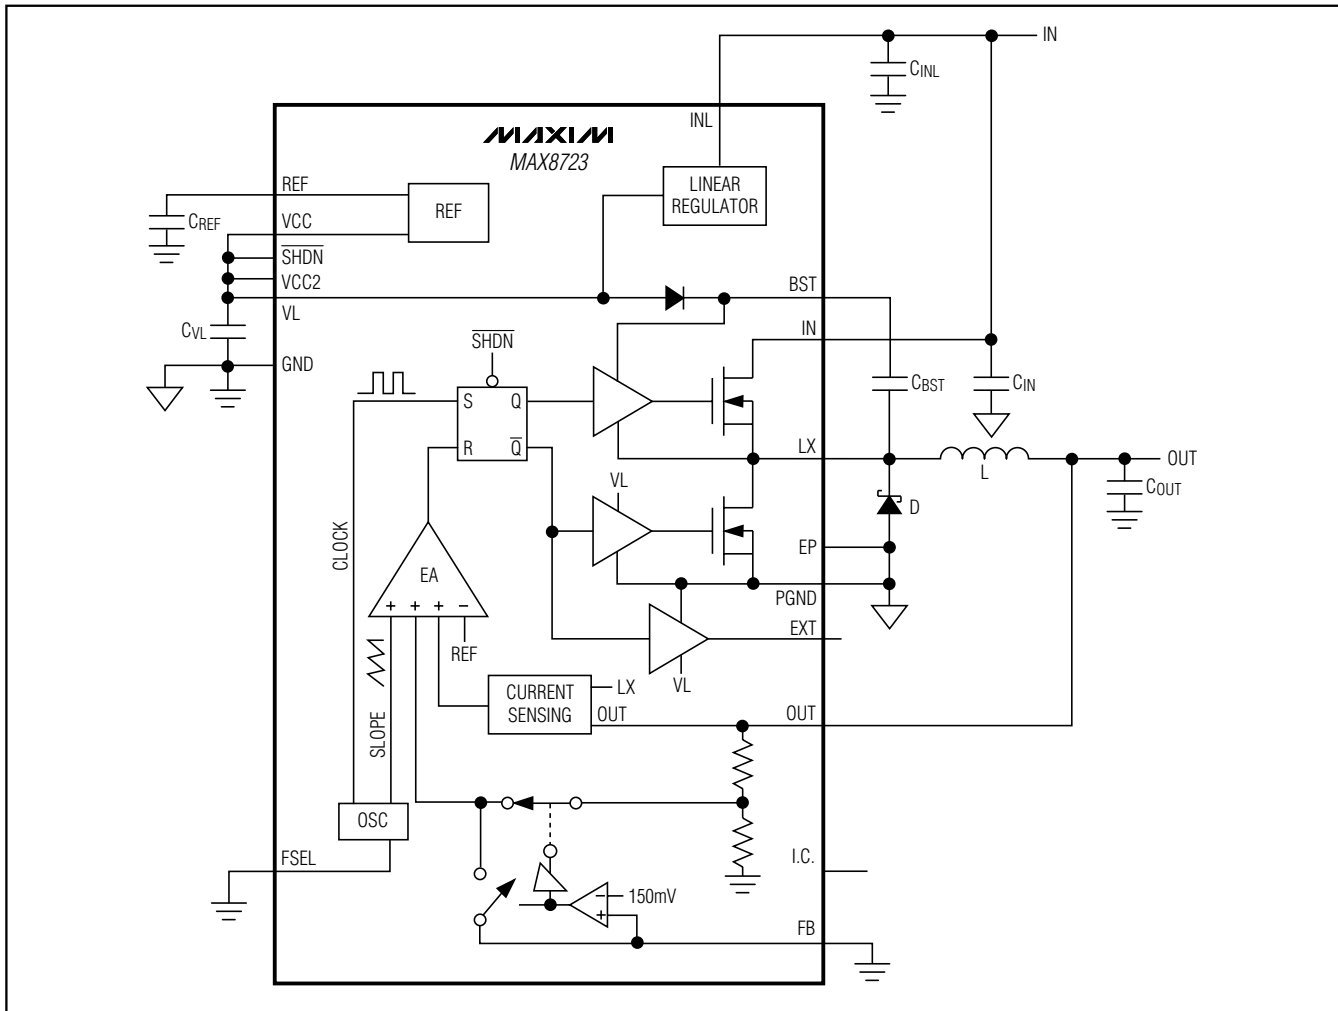 IN
CINL
INL
MAXIM
MAX8723
LINEAR
REGULATOR
REF
REF
CREF
VCC
SHDN
VCC2
VL
BST
IN
CVL
GND
SHDN
CBST
CIN
S
Q
R
Q
LX
L
OUT
COUT
VL
D
CLOCK
EA
EP
+ + + −
PGND
REF
EXT
VL
SLOPE
CURRENT
SENSING
LX
OUT
OUT
OSC
FSEL
I.C.
− 150mV
+
FB